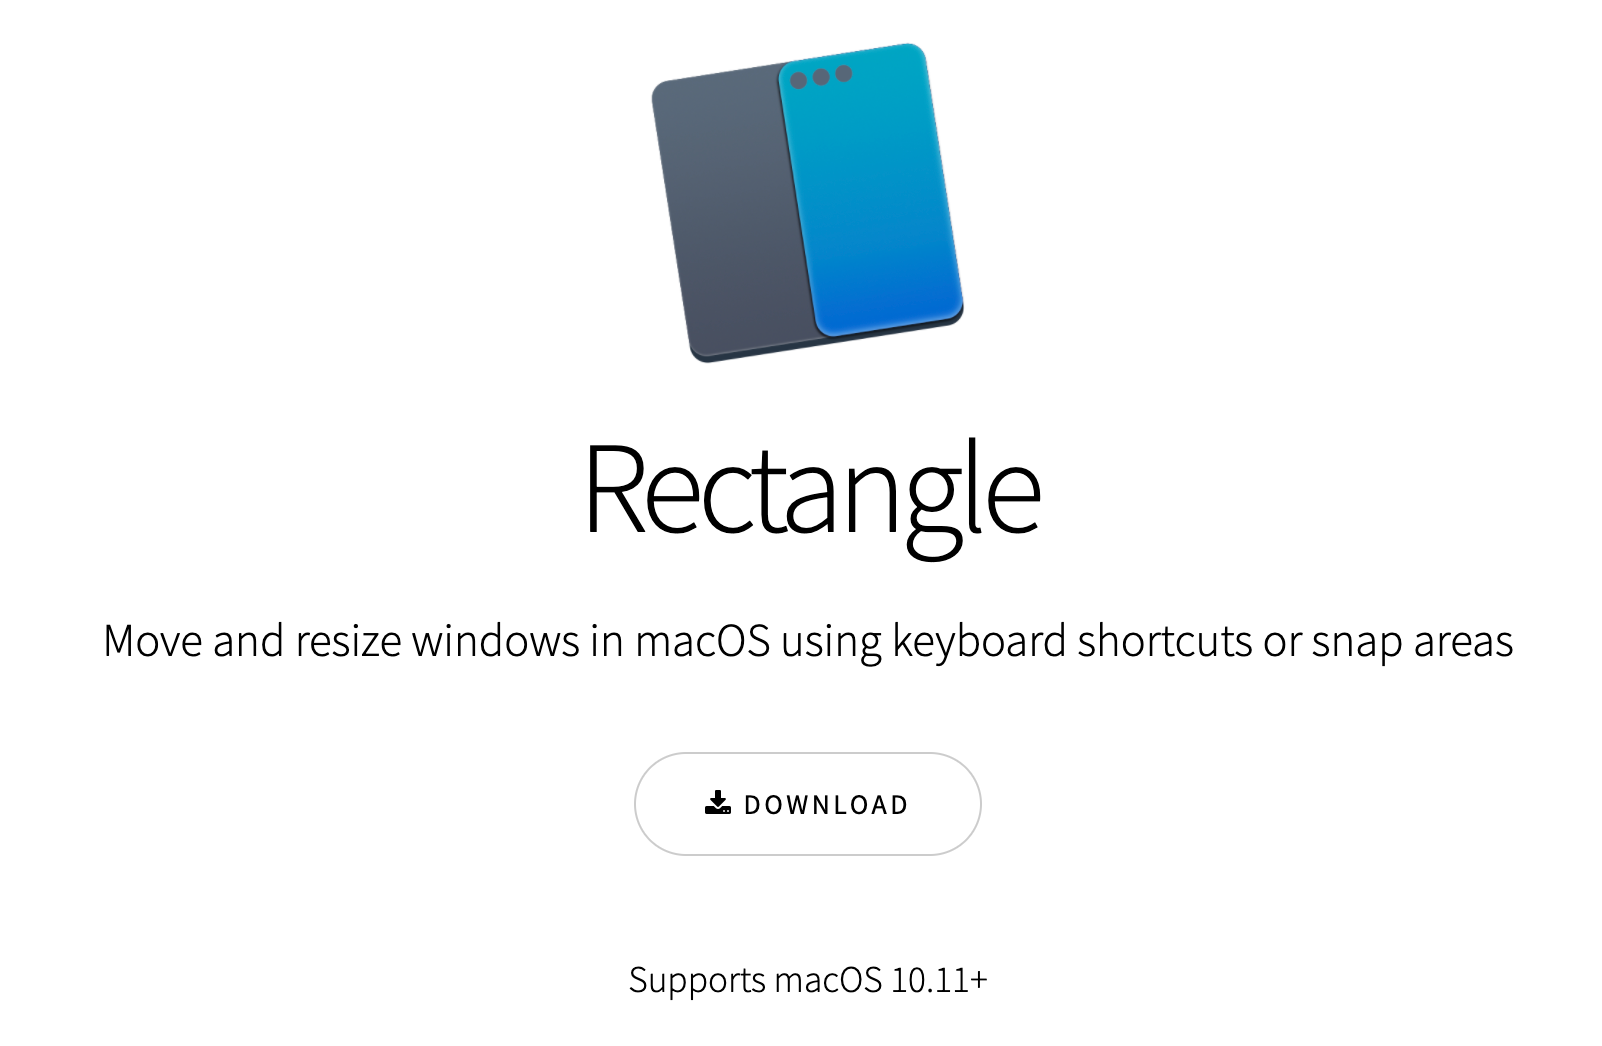 Rectangle
Move and resize windows in macOS using keyboard shortcuts or snap areas
DOWNLOAD
Supports macOS 10.11+